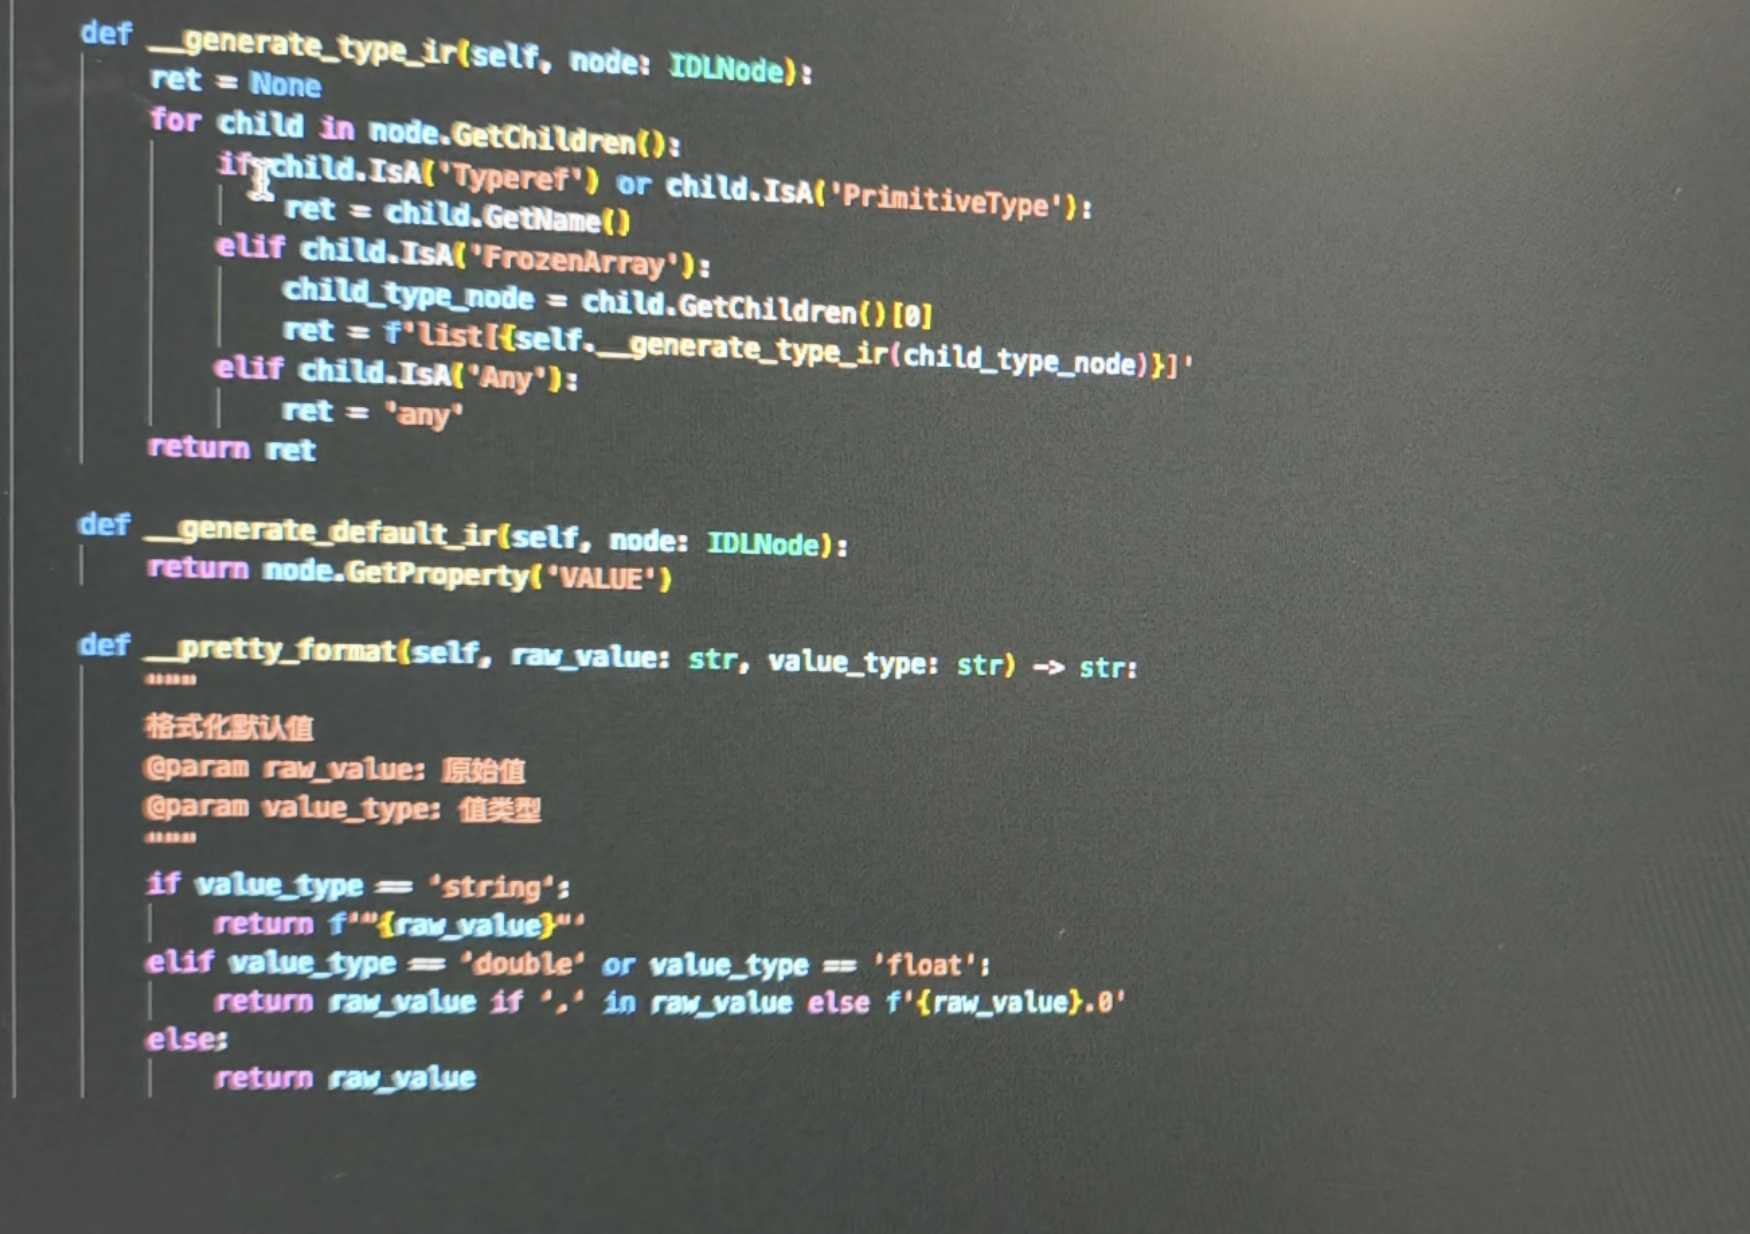 def __generate_type_ir(self, node: IDLNode):
ret = None
for child in node.GetChildren():
if child.IsA('Typeref') or child.IsA('PrimitiveType'):
ret = child.GetName()
elif child.IsA('FrozenArray'):
child_type_node = child.GetChildren()[0]
ret = f'list[{self.__generate_type_ir(child_type_node)}]'
elif child.IsA('Any'):
ret = 'any'
return ret
def __generate_default_ir(self, node: IDLNode):
return node.GetProperty('VALUE')
def __pretty_format(self, raw_value: str, value_type: str) -> str:
"""
格式化默认值
@param raw_value: 原始值
@param value_type: 值类型
"""
if value_type == 'string':
return f'"{raw_value}"'
elif value_type == 'double' or value_type == 'float':
return raw_value if '.' in raw_value else f'{raw_value}.0'
else:
return raw_value